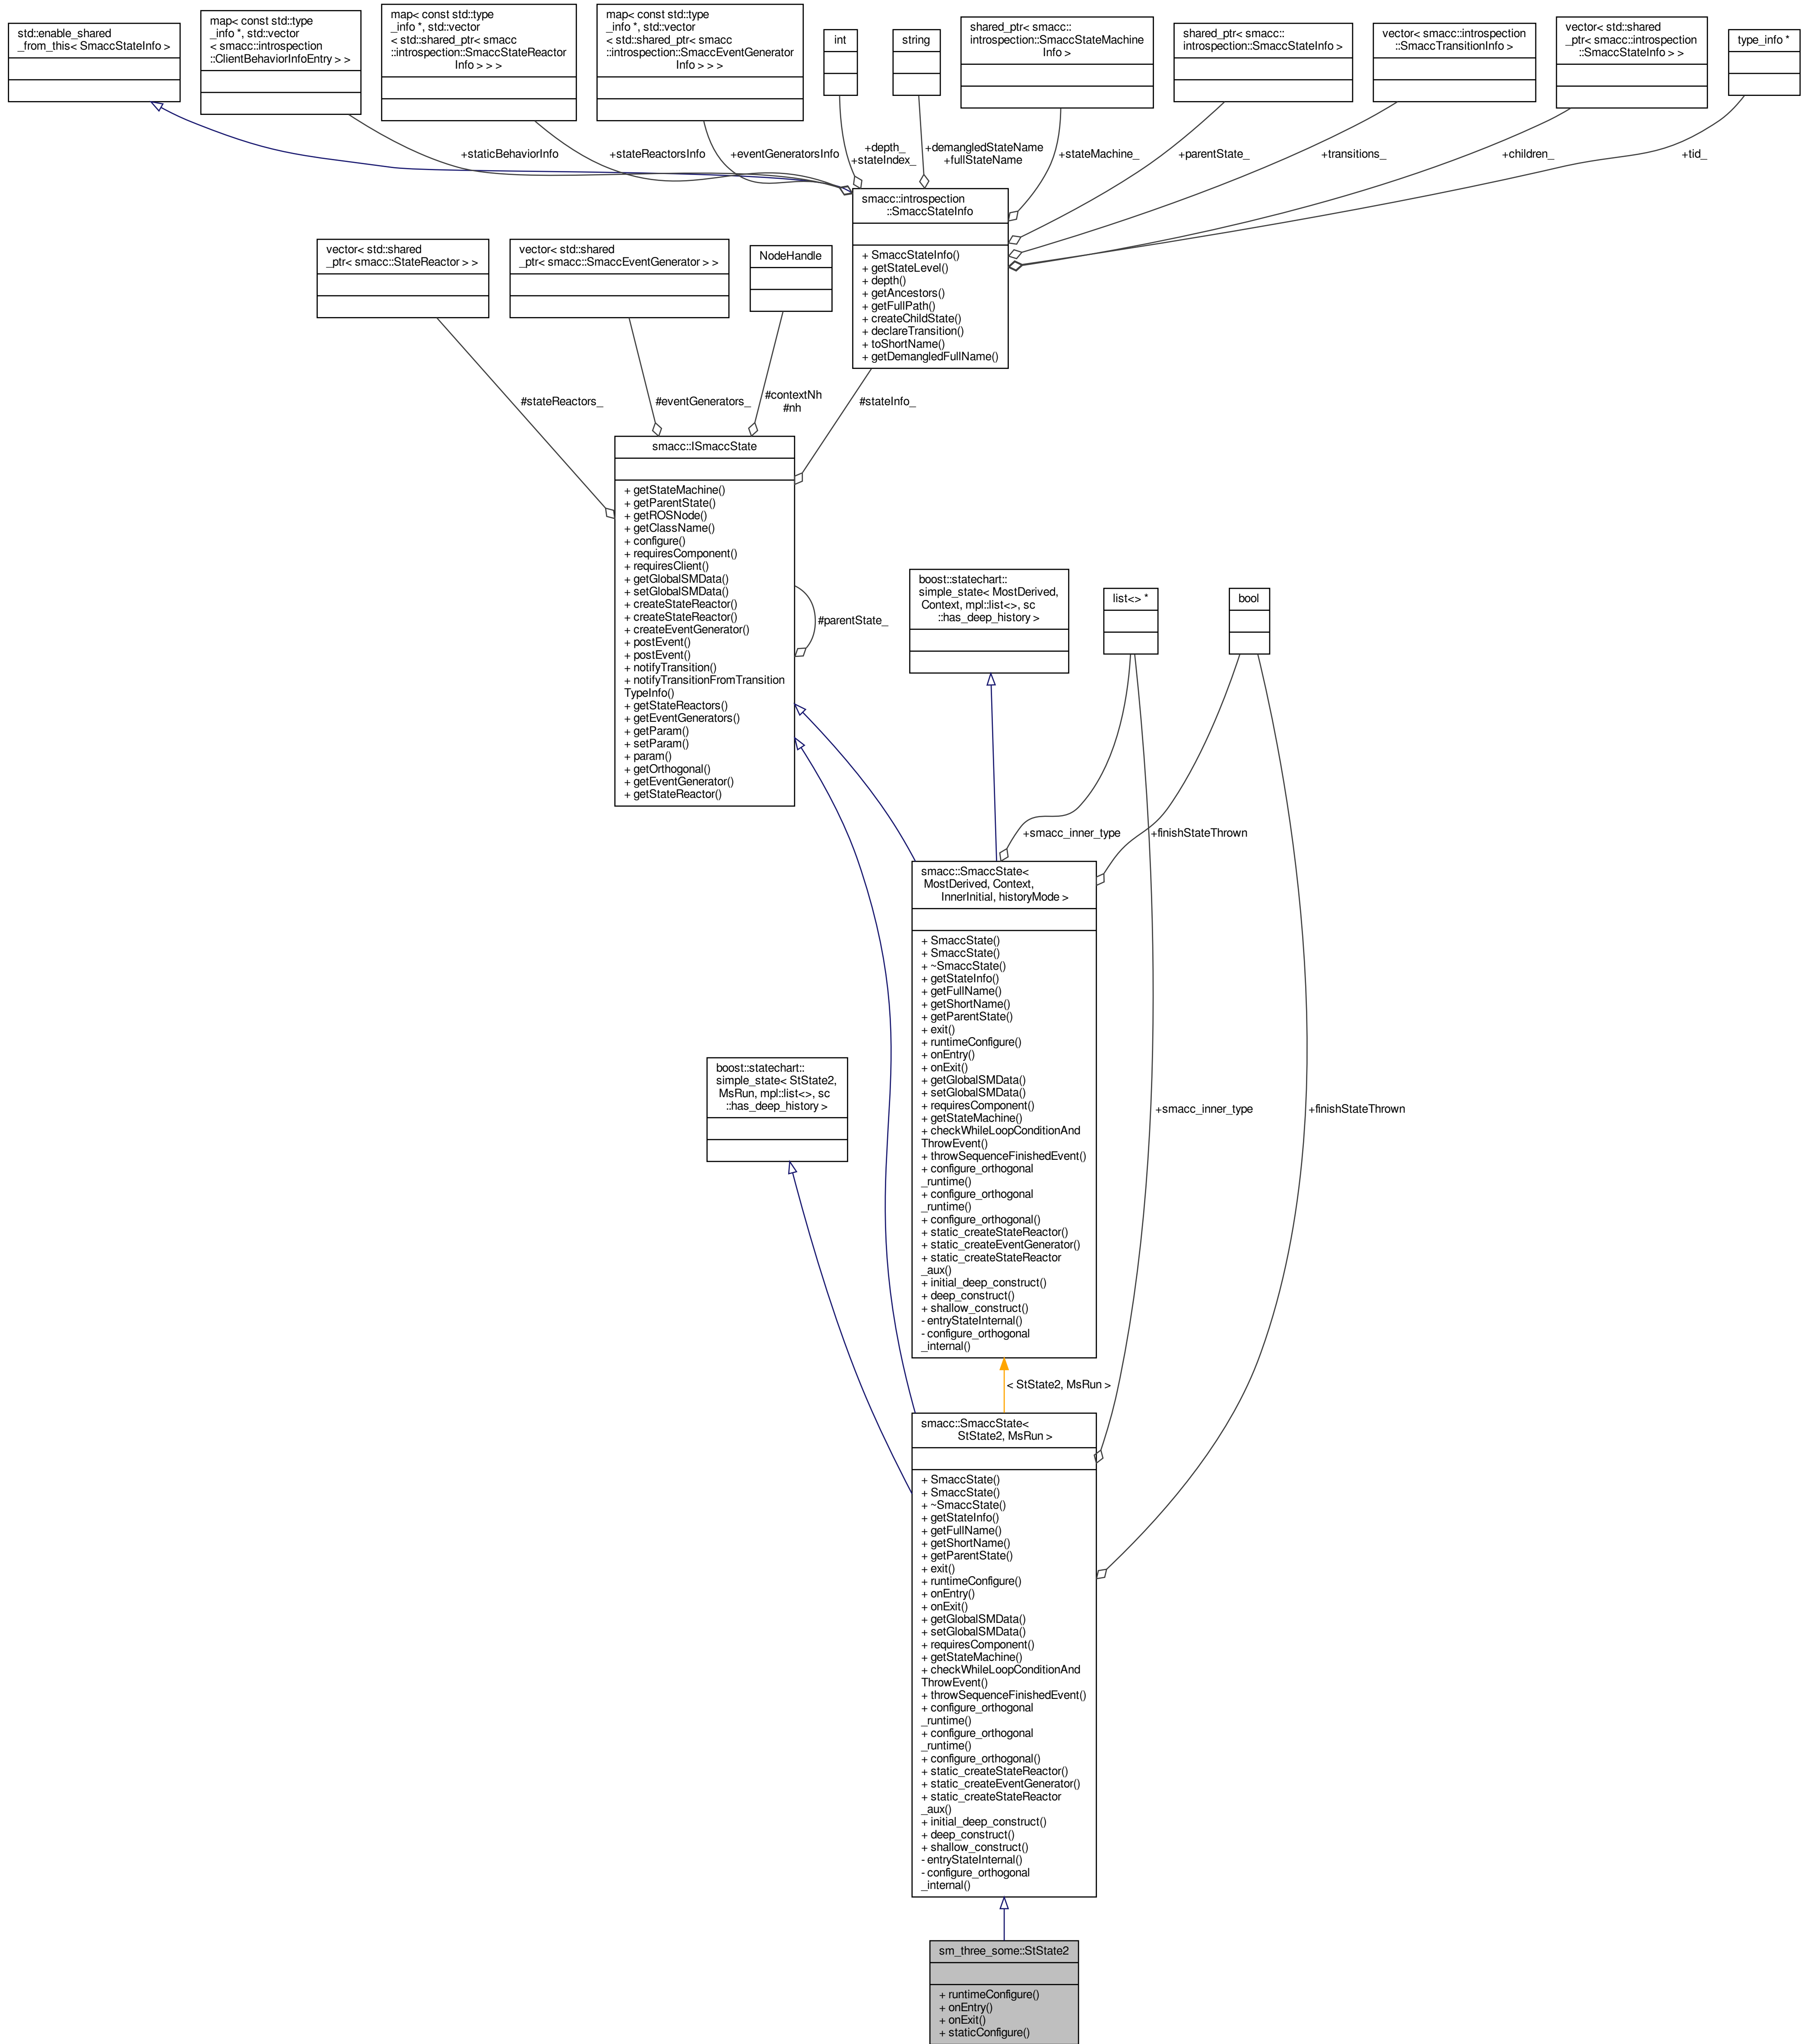 std::enable_shared
_from_this< SmaccStateInfo >
map< const std::type
_info *, std::vector
< smacc::introspection
::ClientBehaviorInfoEntry > >
map< const std::type
_info *, std::vector
< std::shared_ptr< smacc
::introspection::SmaccStateReactor
Info > > >
map< const std::type
_info *, std::vector
< std::shared_ptr< smacc
::introspection::SmaccEventGenerator
Info > > >
int
string
shared_ptr< smacc::
introspection::SmaccStateMachine
Info >
shared_ptr< smacc::
introspection::SmaccStateInfo >
vector< smacc::introspection
::SmaccTransitionInfo >
vector< std::shared
_ptr< smacc::introspection
::SmaccStateInfo > >
type_info *
+staticBehaviorInfo
+stateReactorsInfo
+eventGeneratorsInfo
+depth_
+stateIndex_
+demangledStateName
+fullStateName
+stateMachine_
+parentState_
+transitions_
+children_
+tid_
smacc::introspection
::SmaccStateInfo
+ SmaccStateInfo()
+ getStateLevel()
+ depth()
+ getAncestors()
+ getFullPath()
+ createChildState()
+ declareTransition()
+ toShortName()
+ getDemangledFullName()
vector< std::shared
_ptr< smacc::StateReactor > >
vector< std::shared
_ptr< smacc::SmaccEventGenerator > >
NodeHandle
#stateReactors_
#eventGenerators_
#contextNh
#nh
#stateInfo_
smacc::ISmaccState
+ getStateMachine()
+ getParentState()
+ getROSNode()
+ getClassName()
+ configure()
+ requiresComponent()
+ requiresClient()
+ getGlobalSMData()
+ setGlobalSMData()
+ createStateReactor()
+ createStateReactor()
+ createEventGenerator()
+ postEvent()
+ postEvent()
+ notifyTransition()
+ notifyTransitionFromTransition
TypeInfo()
+ getStateReactors()
+ getEventGenerators()
+ getParam()
+ setParam()
+ param()
+ getOrthogonal()
+ getEventGenerator()
+ getStateReactor()
#parentState_
boost::statechart::
simple_state< MostDerived,
Context, mpl::list<>, sc
::has_deep_history >
list<> *
bool
+smacc_inner_type
+finishStateThrown
smacc::SmaccState<
MostDerived, Context,
InnerInitial, historyMode >
+ SmaccState()
+ SmaccState()
+ ~SmaccState()
+ getStateInfo()
+ getFullName()
+ getShortName()
+ getParentState()
+ exit()
+ runtimeConfigure()
+ onEntry()
+ onExit()
+ getGlobalSMData()
+ setGlobalSMData()
+ requiresComponent()
+ getStateMachine()
+ checkWhileLoopConditionAnd
ThrowEvent()
+ throwSequenceFinishedEvent()
+ configure_orthogonal
_runtime()
+ configure_orthogonal
_runtime()
+ configure_orthogonal()
+ static_createStateReactor()
+ static_createEventGenerator()
+ static_createStateReactor
_aux()
+ initial_deep_construct()
+ deep_construct()
+ shallow_construct()
- entryStateInternal()
- configure_orthogonal
_internal()
boost::statechart::
simple_state< StState2,
MsRun, mpl::list<>, sc
::has_deep_history >
+smacc_inner_type
+finishStateThrown
< StState2, MsRun >
smacc::SmaccState<
StState2, MsRun >
+ SmaccState()
+ SmaccState()
+ ~SmaccState()
+ getStateInfo()
+ getFullName()
+ getShortName()
+ getParentState()
+ exit()
+ runtimeConfigure()
+ onEntry()
+ onExit()
+ getGlobalSMData()
+ setGlobalSMData()
+ requiresComponent()
+ getStateMachine()
+ checkWhileLoopConditionAnd
ThrowEvent()
+ throwSequenceFinishedEvent()
+ configure_orthogonal
_runtime()
+ configure_orthogonal
_runtime()
+ configure_orthogonal()
+ static_createStateReactor()
+ static_createEventGenerator()
+ static_createStateReactor
_aux()
+ initial_deep_construct()
+ deep_construct()
+ shallow_construct()
- entryStateInternal()
- configure_orthogonal
_internal()
sm_three_some::StState2
+ runtimeConfigure()
+ onEntry()
+ onExit()
+ staticConfigure()